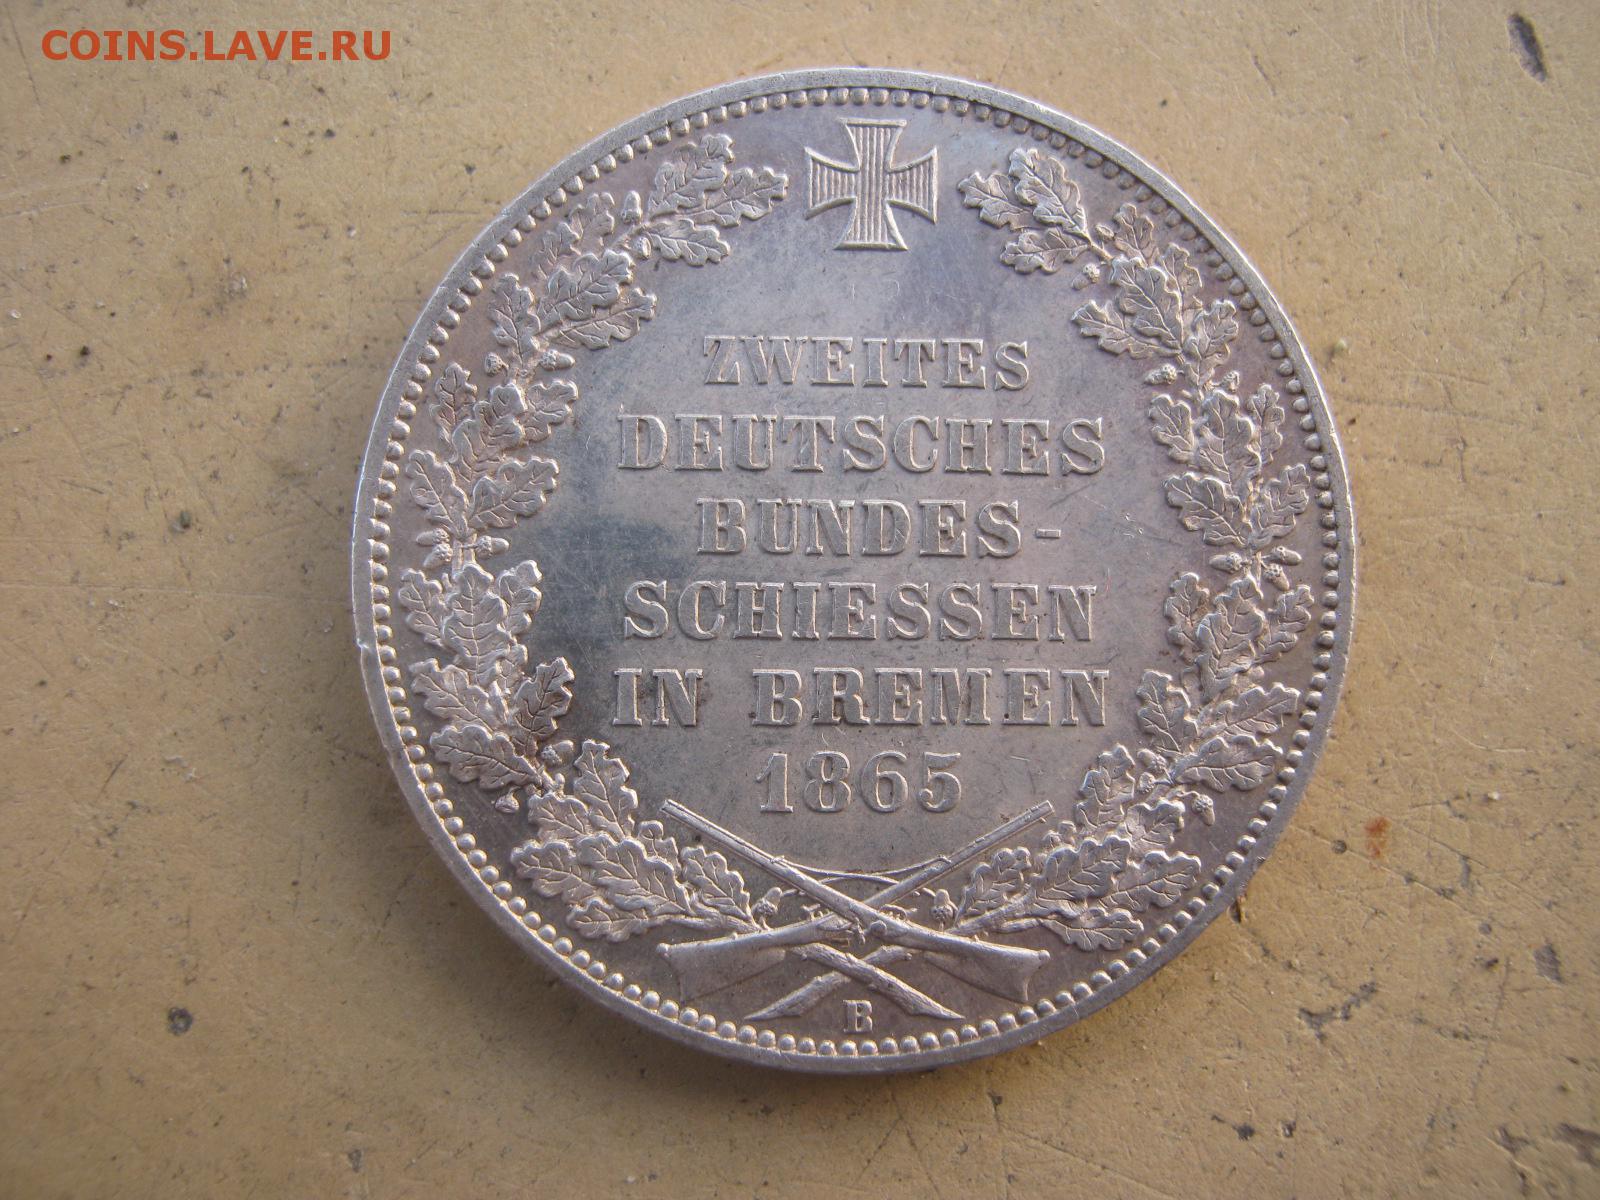 COINS.LAVE.RU
ZWEITES
DEUTSCHES
BUNDES-
SCHIESSEN
IN BREMEN
1865
B